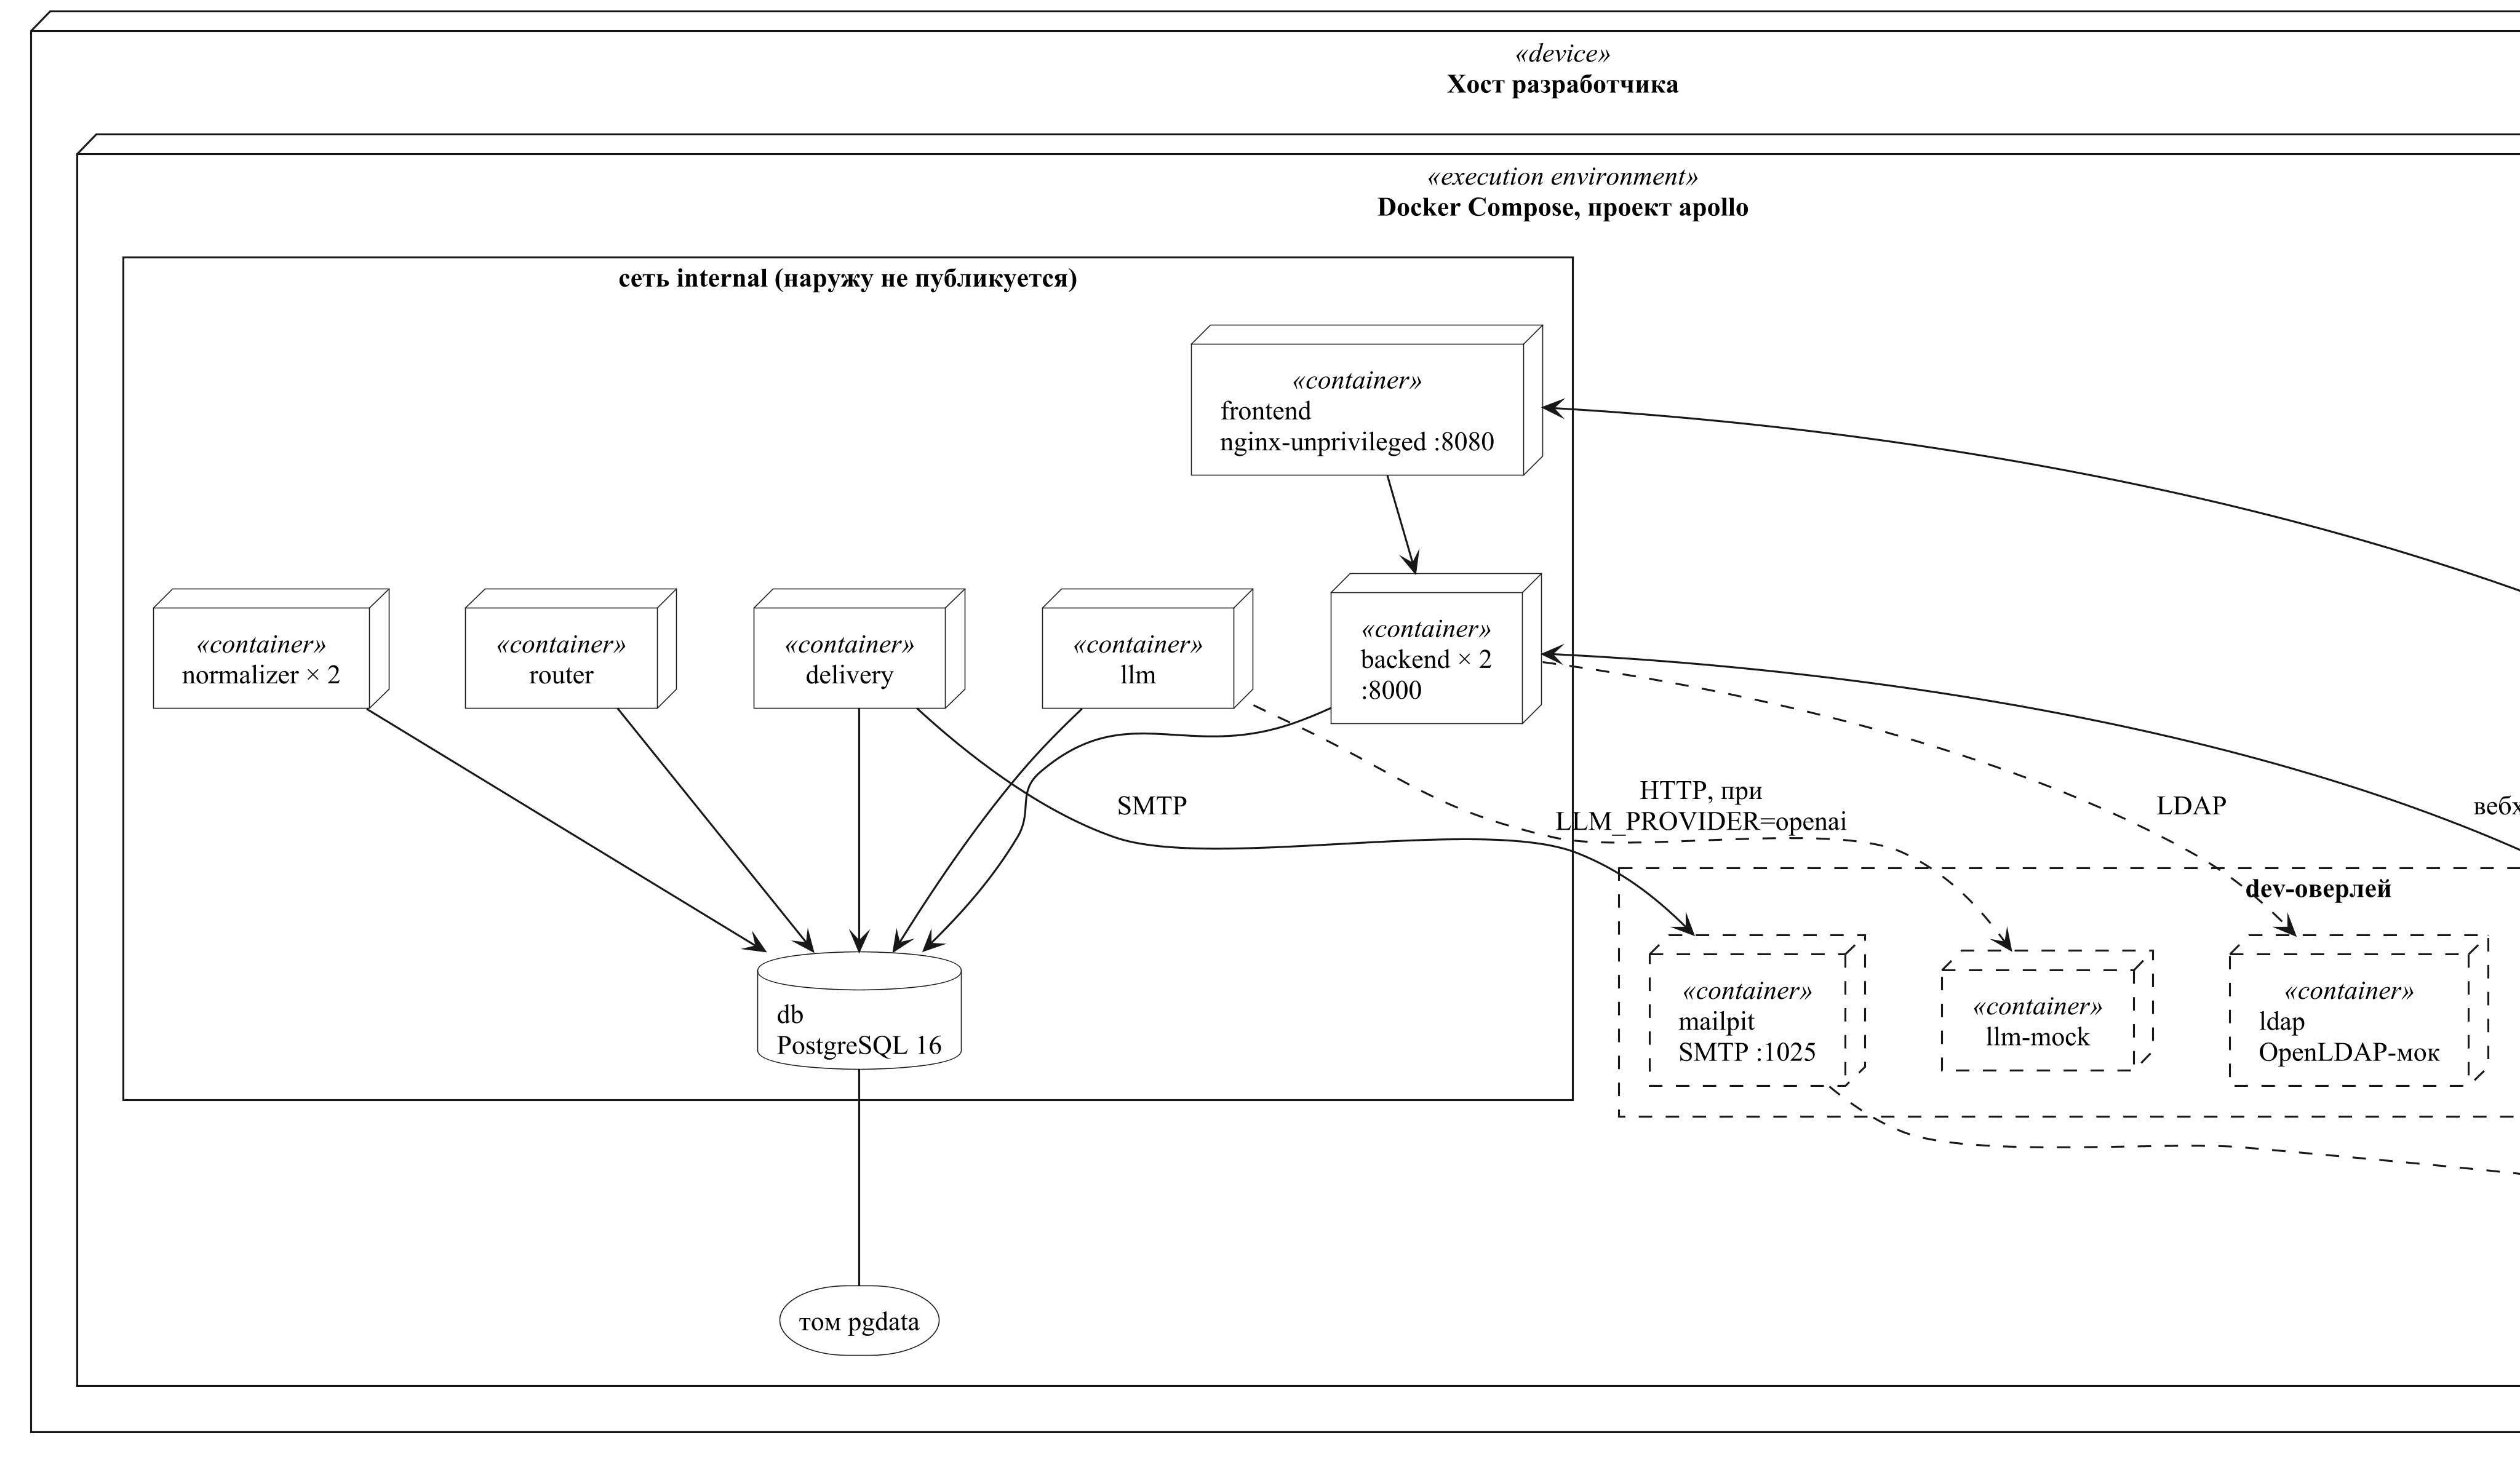 «device»
Хост разработчика
«execution environment»
Docker Compose, проект apollo
сеть internal (наружу не публикуется)
«container»
frontend
nginx-unprivileged :8080
«container»
normalizer × 2
«container»
router
«container»
delivery
«container»
llm
«container»
backend × 2
:8000
SMTP
HTTP, при
LLM_PROVIDER=openai
LDAP
dev-оверлей
db
PostgreSQL 16
«container»
mailpit
SMTP :1025
«container»
llm-mock
«container»
ldap
OpenLDAP-мок
том pgdata